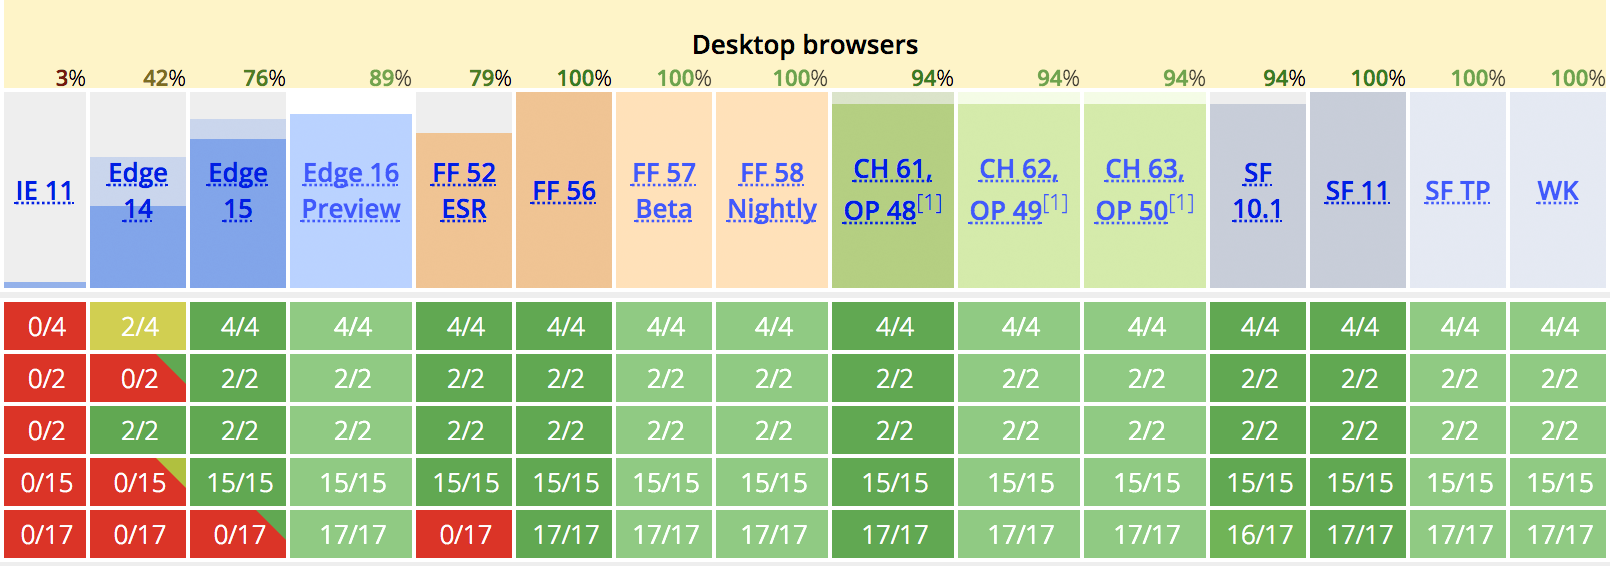 Desktop browsers
3% 42% 76% 89% 79% 100% 100% 100% 94% 94% 94% 94% 100% 100% 100%
IE 11 Edge 14 Edge 15 Edge 16 Preview FF 52 ESR FF 56 FF 57 Beta FF 58 Nightly CH 61, OP 48[1] CH 62, OP 49[1] CH 63, OP 50[1] SF 10.1 SF 11 SF TP WK
0/4 2/4 4/4 4/4 4/4 4/4 4/4 4/4 4/4 4/4 4/4 4/4 4/4 4/4 4/4
0/2 0/2 2/2 2/2 2/2 2/2 2/2 2/2 2/2 2/2 2/2 2/2 2/2 2/2 2/2
0/2 2/2 2/2 2/2 2/2 2/2 2/2 2/2 2/2 2/2 2/2 2/2 2/2 2/2 2/2
0/15 0/15 15/15 15/15 15/15 15/15 15/15 15/15 15/15 15/15 15/15 15/15 15/15 15/15 15/15
0/17 0/17 0/17 17/17 0/17 17/17 17/17 17/17 17/17 17/17 17/17 16/17 17/17 17/17 17/17